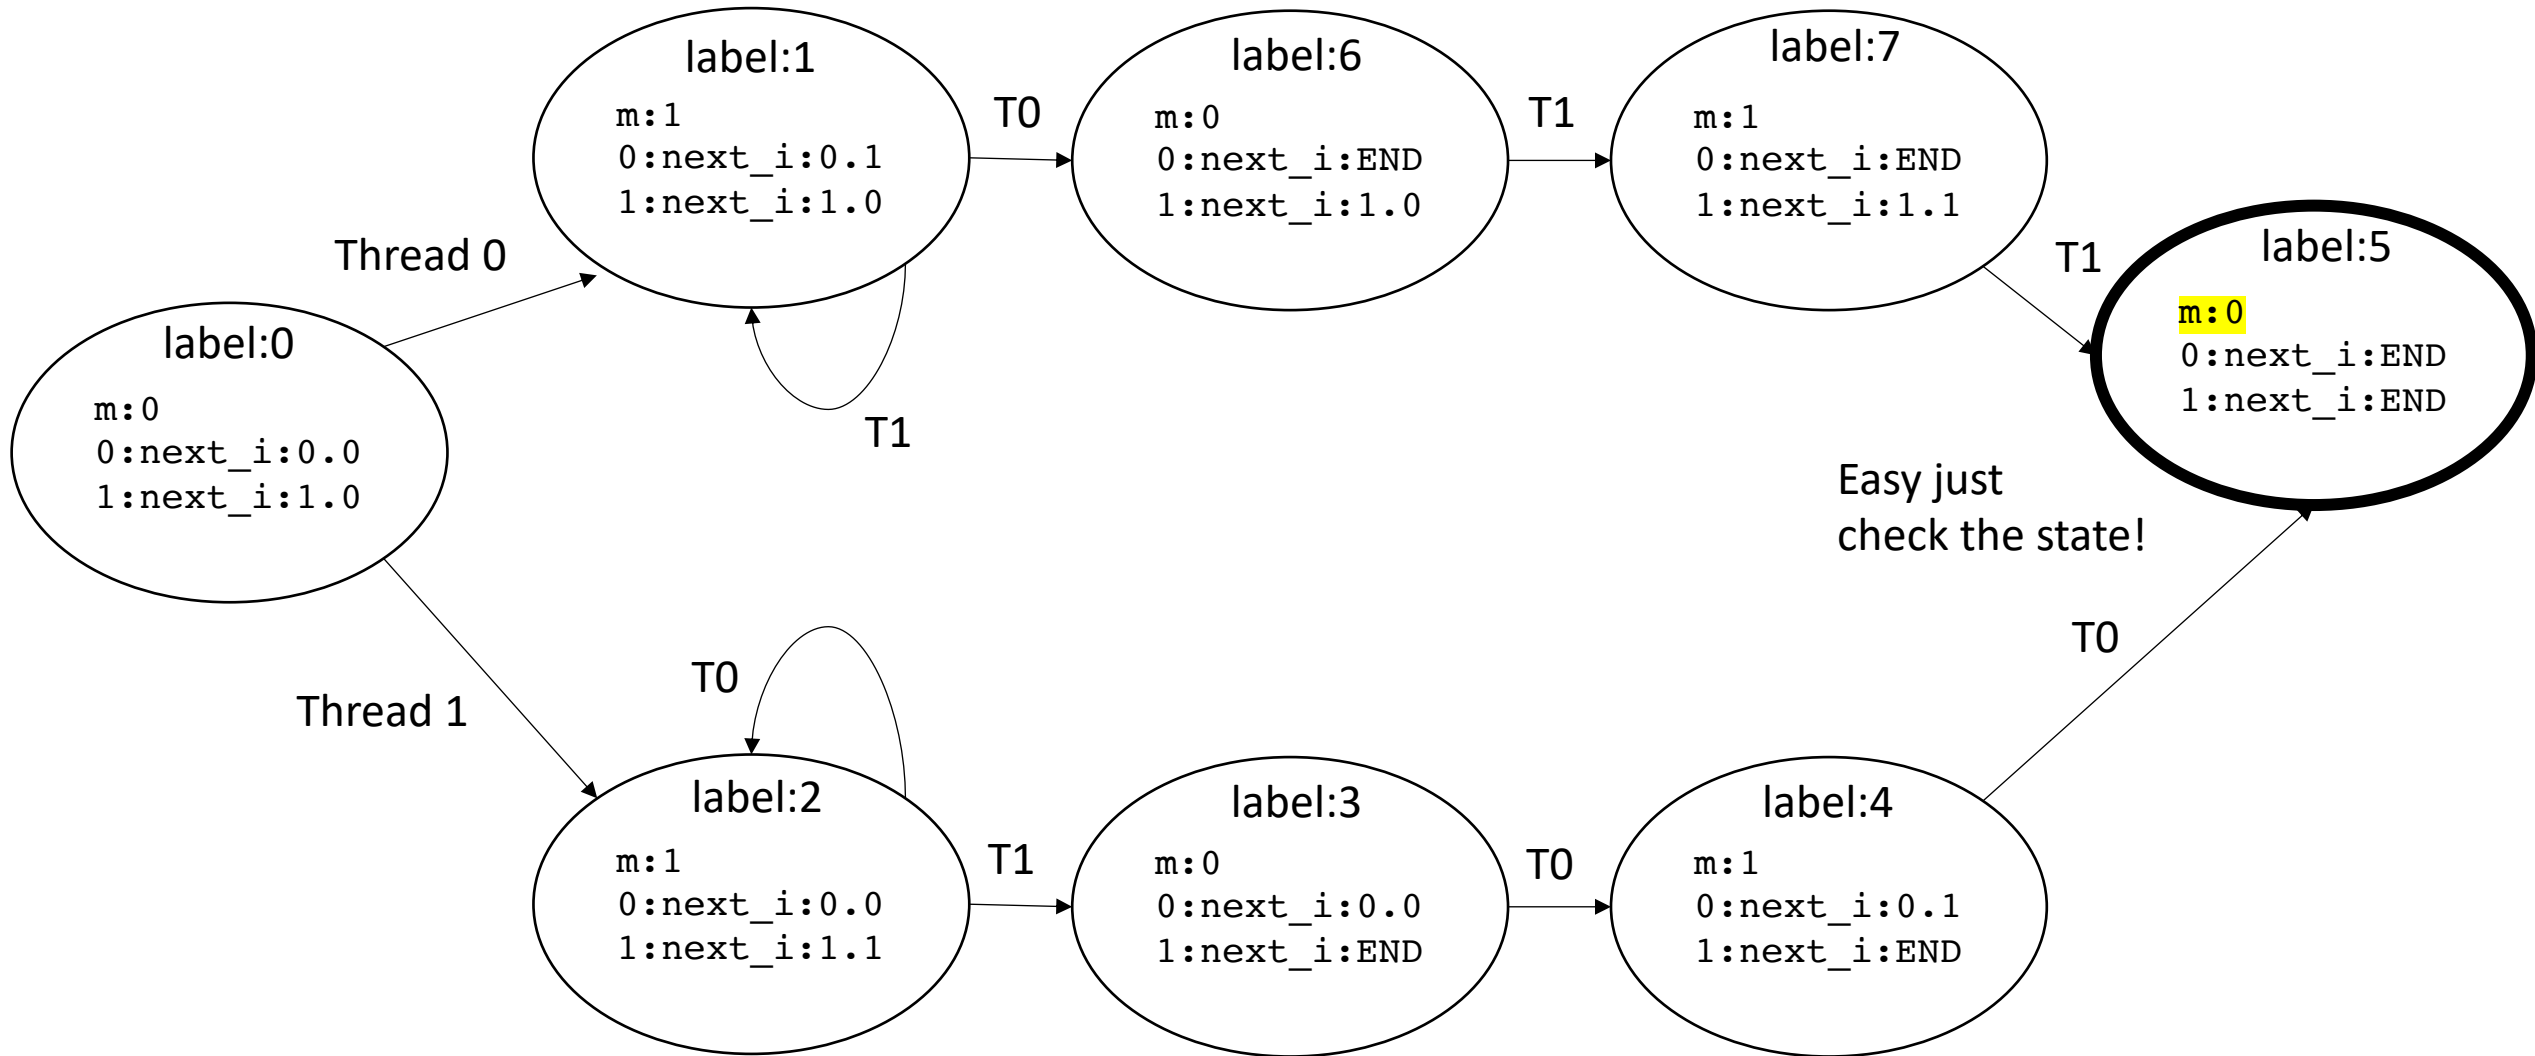 label:1
m:1
0:next_i:0.1
1:next_i:1.0
T0
label:6
m:0
0:next_i:END
1:next_i:1.0
T1
label:7
m:1
0:next_i:END
1:next_i:1.1
T1
label:5
m:0
0:next_i:END
1:next_i:END
Thread 0
label:0
m:0
0:next_i:0.0
1:next_i:1.0
T1
Easy just
check the state!
T0
Thread 1
T0
label:2
m:1
0:next_i:0.0
1:next_i:1.1
T1
label:3
m:0
0:next_i:0.0
1:next_i:END
T0
label:4
m:1
0:next_i:0.1
1:next_i:END